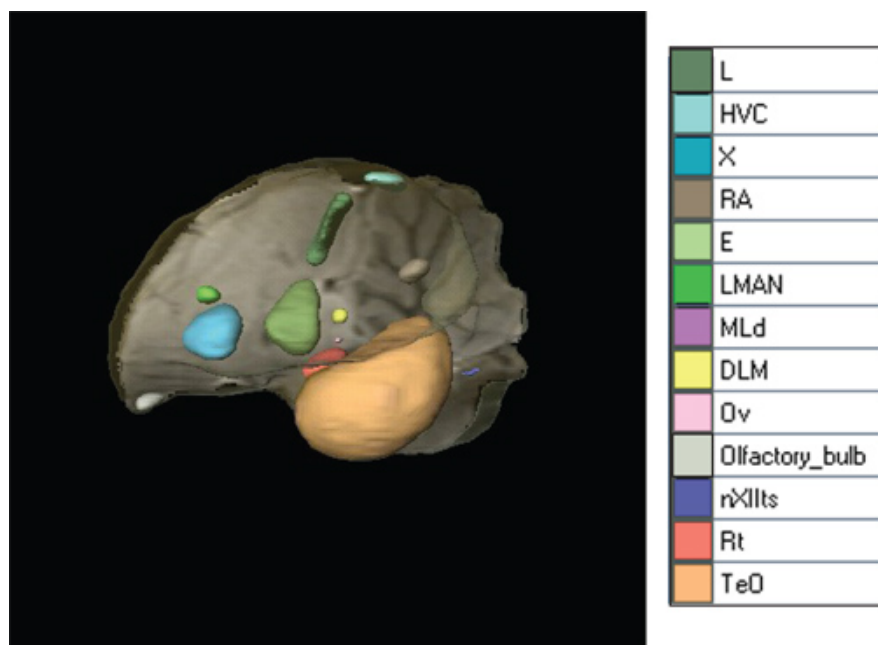 L
HVC
X
RA
E
LMAN
MLd
DLM
Ov
Olfactory_bulb
nXIIts
Rt
TeO